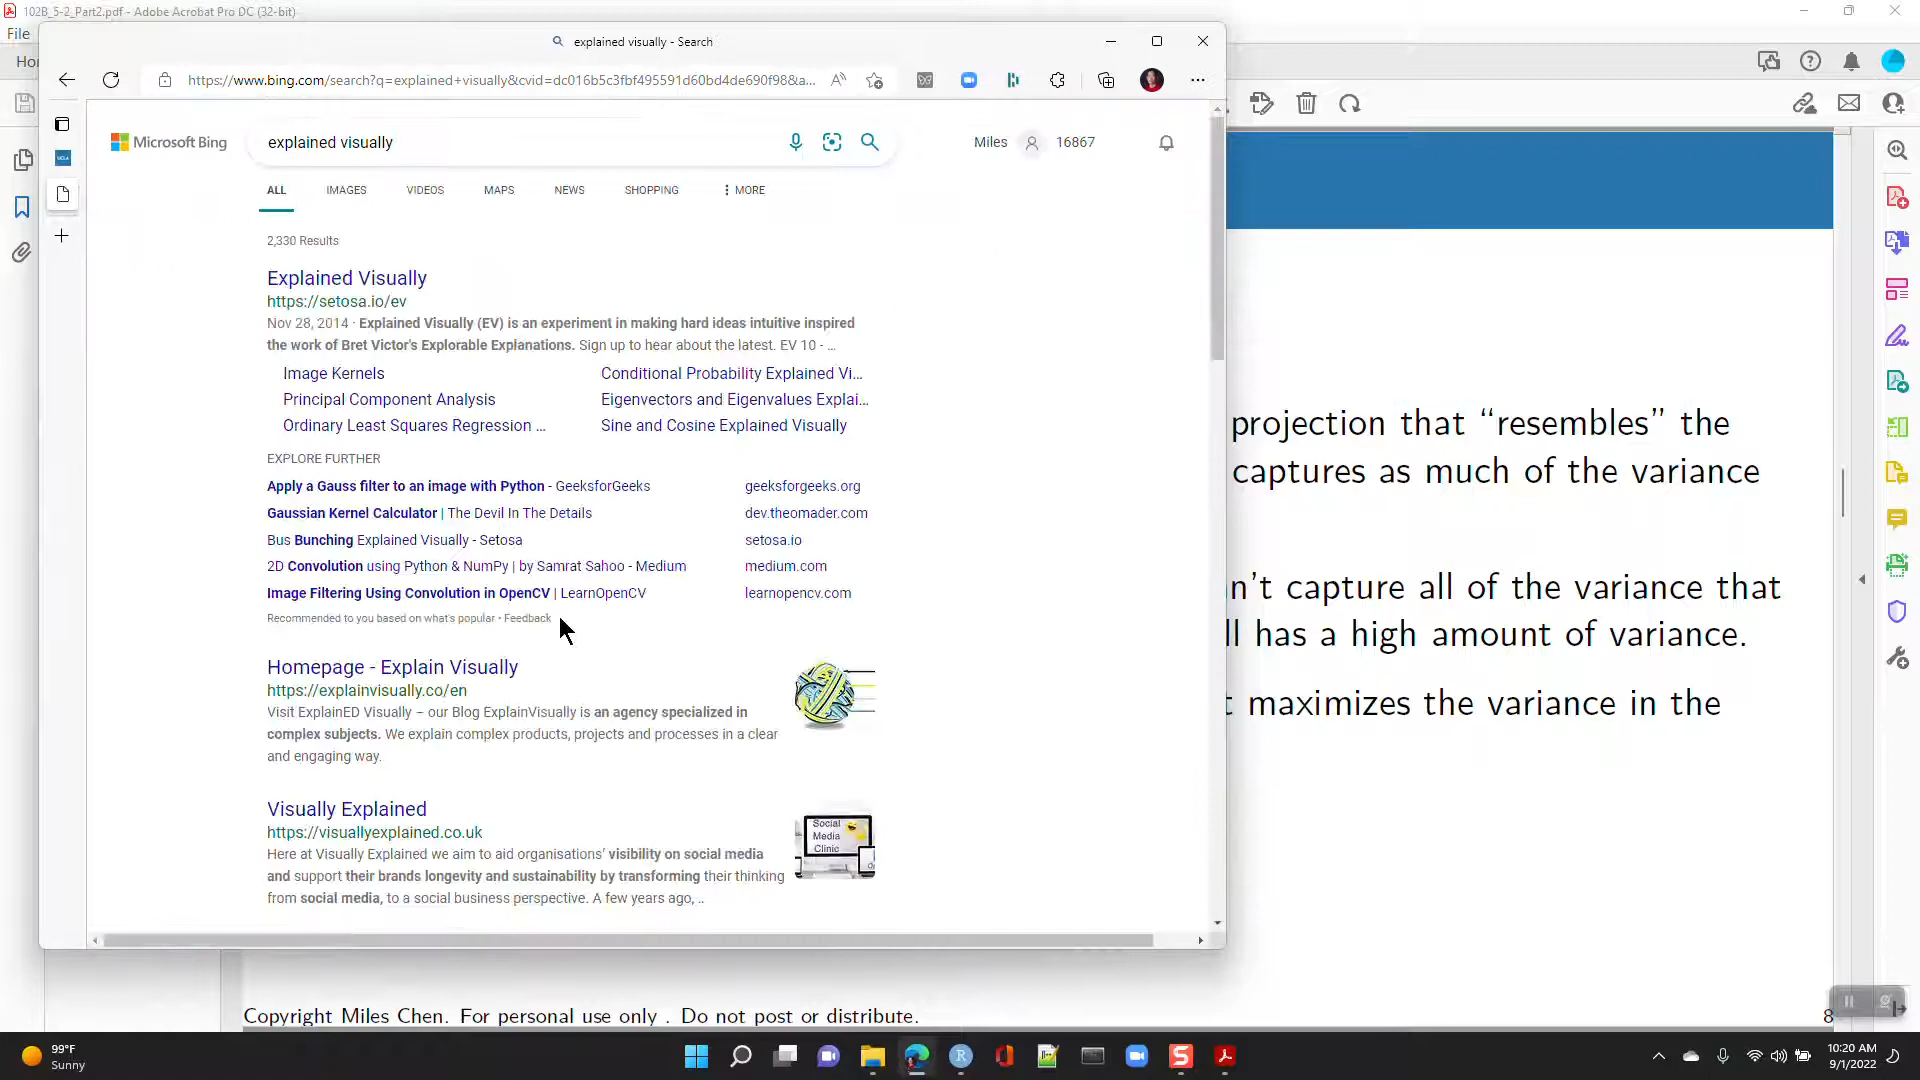 102B_5-2_Part2.pdf - Adobe Acrobat Pro DC (32-bit)
File
explained visually - Search
https://www.bing.com/search?q=explained+visually&cvid=dc016b5c3fbf495591d60bd4de690f98&a...
Microsoft Bing
explained visually
Miles
16867
ALL
IMAGES
VIDEOS
MAPS
NEWS
SHOPPING
MORE
2,330 Results
Explained Visually
https://setosa.io/ev
Nov 28, 2014 · Explained Visually (EV) is an experiment in making hard ideas intuitive inspired
the work of Bret Victor's Explorable Explanations. Sign up to hear about the latest. EV 10 - ...
Image Kernels
Conditional Probability Explained Vi...
Principal Component Analysis
Eigenvectors and Eigenvalues Explai...
Ordinary Least Squares Regression ...
Sine and Cosine Explained Visually
EXPLORE FURTHER
Apply a Gauss filter to an image with Python - GeeksforGeeks
geeksforgeeks.org
Gaussian Kernel Calculator | The Devil In The Details
dev.theomader.com
Bus Bunching Explained Visually - Setosa
setosa.io
2D Convolution using Python & NumPy | by Samrat Sahoo - Medium
medium.com
Image Filtering Using Convolution in OpenCV | LearnOpenCV
learnopencv.com
Recommended to you based on what's popular • Feedback
Homepage - Explain Visually
https://explainvisually.co/en
Visit ExplainED Visually – our Blog ExplainVisually is an agency specialized in
complex subjects. We explain complex products, projects and processes in a clear
and engaging way.
Visually Explained
https://visuallyexplained.co.uk
Here at Visually Explained we aim to aid organisations' visibility on social media
and support their brands longevity and sustainability by transforming their thinking
from social media, to a social business perspective. A few years ago, ..
Social
Media
Clinic
UCLA
projection that “resembles” the
captures as much of the variance
n't capture all of the variance that
ll has a high amount of variance.
t maximizes the variance in the
Copyright Miles Chen. For personal use only . Do not post or distribute.
8
99°F
Sunny
10:20 AM
9/1/2022